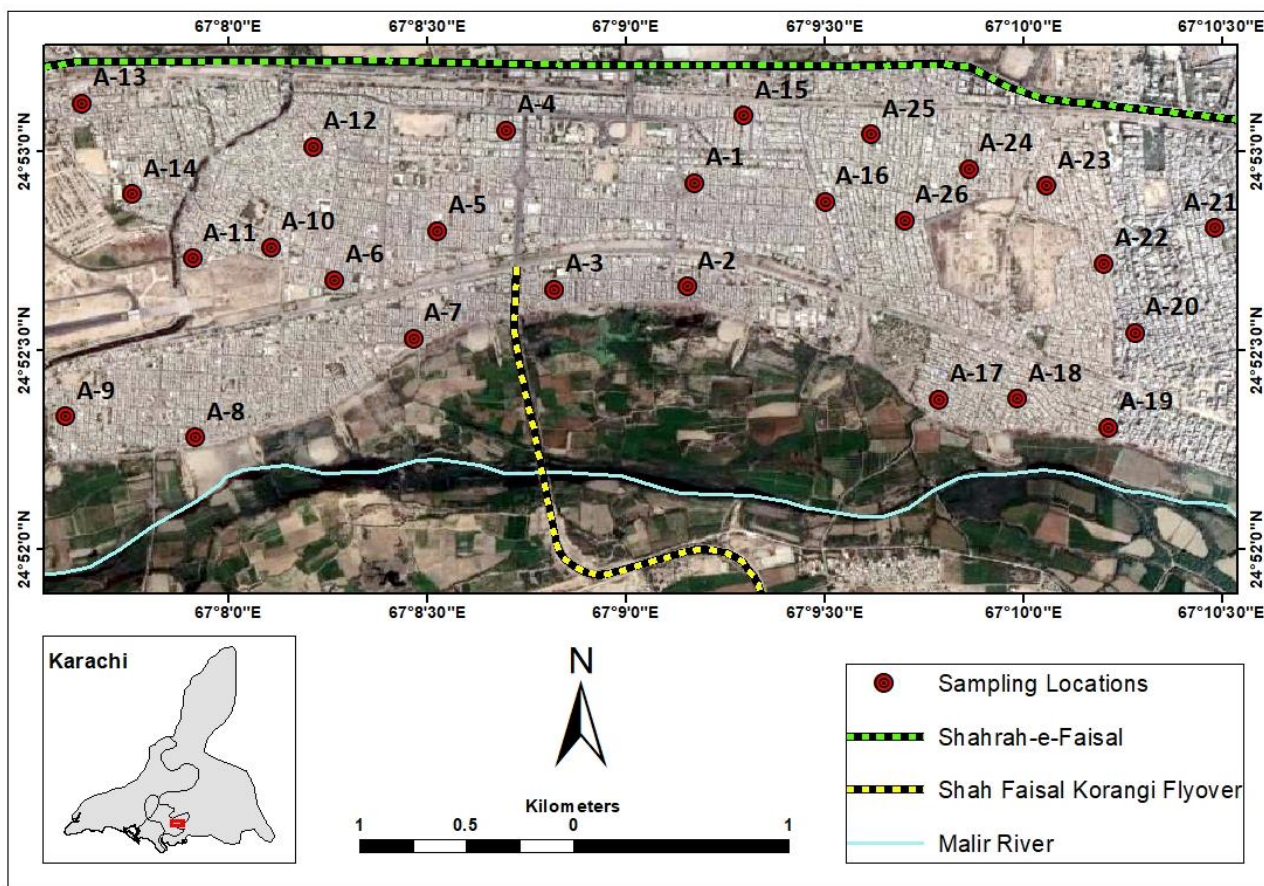 67°8'0"E 67°8'30"E 67°9'0"E 67°9'30"E 67°10'0"E 67°10'30"E
A-13
A-4
A-15
A-25
A-12
24°53'0"N
24°53'0"N
A-14
A-1
A-24
A-23
A-16
A-26
A-5
A-21
A-11
A-10
A-6
A-22
A-3
A-2
A-7
A-20
24°52'30"N
24°52'30"N
A-9
A-8
A-17
A-18
A-19
24°52'0"N
24°52'0"N
67°8'0"E 67°8'30"E 67°9'0"E 67°9'30"E 67°10'0"E 67°10'30"E
Karachi
N
Kilometers
1 0.5 0 1
Sampling Locations
Shahrah-e-Faisal
Shah Faisal Korangi Flyover
Malir River